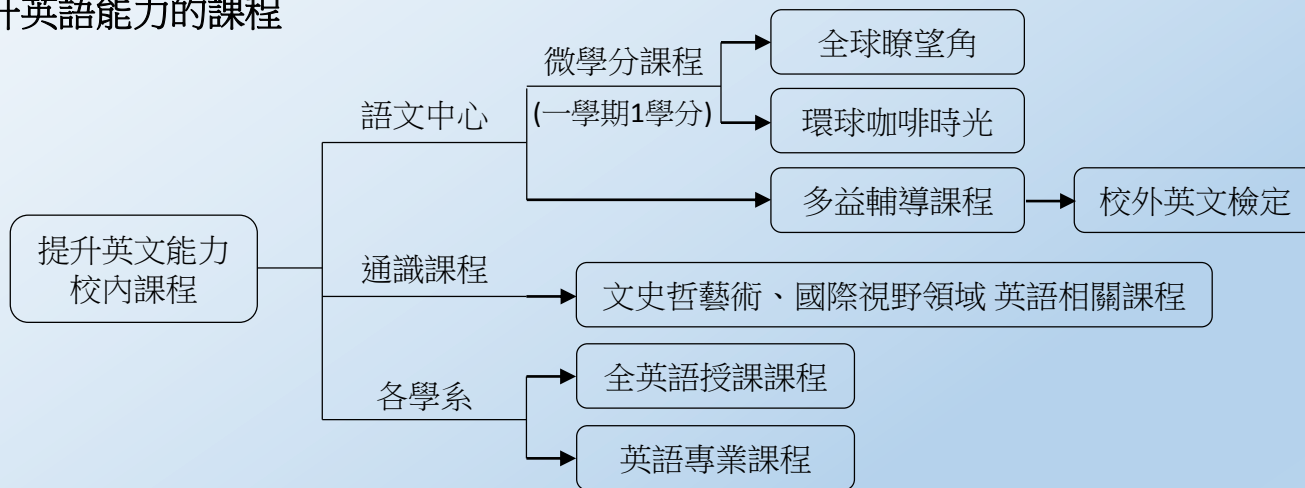 升英語能力的課程
提升英文能力
校內課程
語文中心
微學分課程
(一學期1學分)
全球瞭望角
環球咖啡時光
多益輔導課程
校外英文檢定
通識課程
文史哲藝術、國際視野領域 英語相關課程
各學系
全英語授課課程
英語專業課程